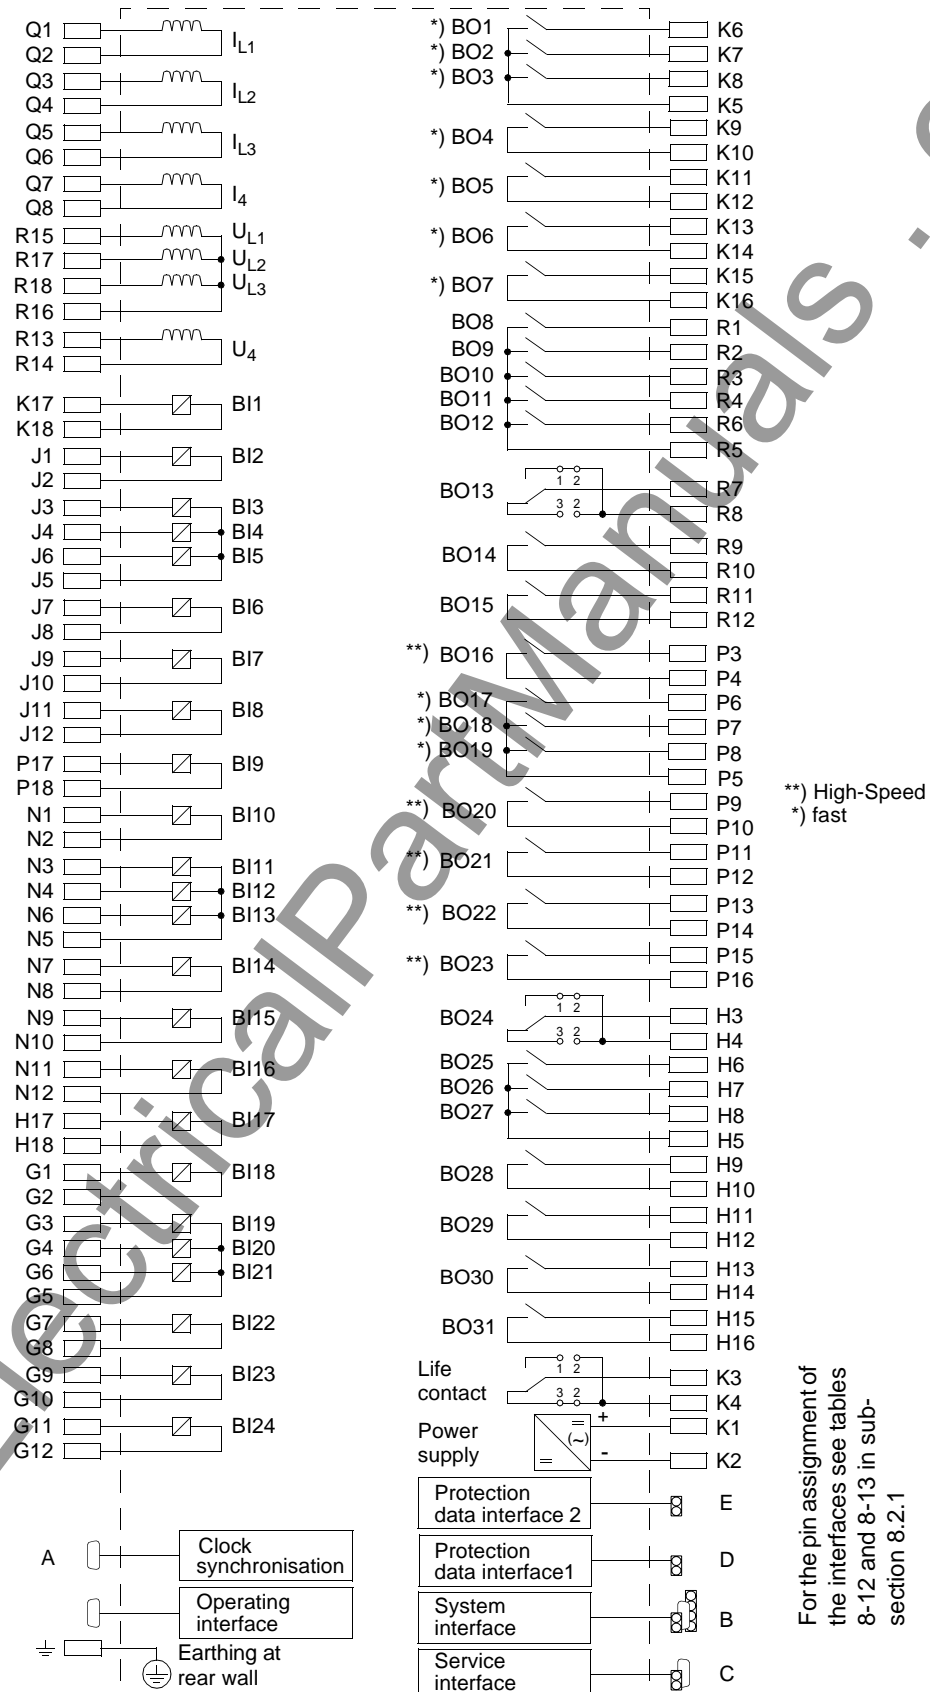 Q1
Q2
I L1
Q3
Q4
I L2
Q5
Q6
I L3
Q7
Q8
I4
R15
U L1
R17
U L2
R18
U L3
R16
R13
R14
U4
K17
BI1
K18
J1
BI2
J2
J3
BI3
J4
BI4
J6
BI5
J5
J7
BI6
J8
J9
BI7
J10
J11
BI8
J12
P17
BI9
P18
N1
BI10
N2
N3
BI11
N4
BI12
N6
BI13
N5
N7
BI14
N8
N9
BI15
N10
N11
BI16
N12
H17
BI17
H18
G1
BI18
G2
G3
BI19
G4
BI20
G6
BI21
G5
G7
BI22
G8
G9
BI23
G10
G11
BI24
G12
A
Clock
synchronisation
Operating
interface
Earthing at
rear wall
*) BO1
K6
*) BO2
K7
*) BO3
K8
K5
*) BO4
K9
K10
*) BO5
K11
K12
*) BO6
K13
K14
*) BO7
K15
K16
BO8
R1
BO9
R2
BO10
R3
BO11
R4
BO12
R6
R5
BO13
1 2
3 2
R7
R8
BO14
R9
R10
BO15
R11
R12
**) BO16
P3
P4
*) BO17
P6
*) BO18
P7
*) BO19
P8
P5
**) BO20
P9
P10
**) BO21
P11
P12
**) BO22
P13
P14
**) BO23
P15
P16
BO24
1 2
3 2
H3
H4
BO25
H6
BO26
H7
BO27
H8
H5
BO28
H9
H10
BO29
H11
H12
BO30
H13
H14
BO31
H15
H16
Life
contact
1 2
3 2
K3
K4
Power
supply
=
(~)
=
+
-
K1
K2
Protection
data interface 2
E
Protection
data interface1
D
System
interface
B
Service
interface
C
**) High-Speed
*) fast
For the pin assignment of
the interfaces see tables
8-12 and 8-13 in sub-
section 8.2.1
ElectricalPartManuals .